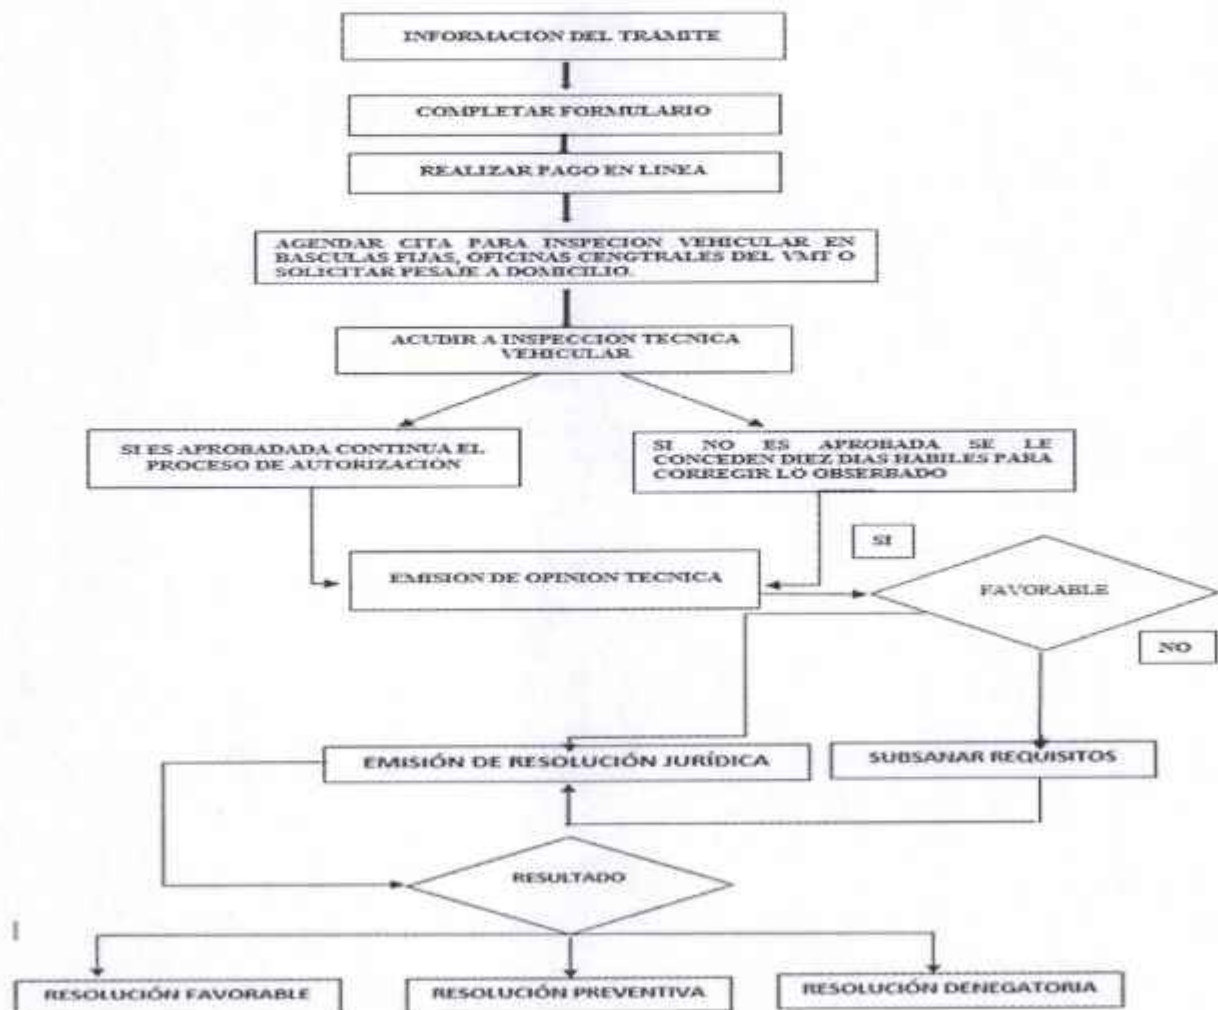 INFORMACION DEL TRAMITE
COMPLETAR FORMULARIO
REALIZAR PAGO EN LINEA
AGENDAR CITA PARA INSPECION VEHICULAR EN
BASCULAS FIJAS, OFICINAS CENGTRALES DEL VMT O
SOLICITAR PESAJE A DOMICILIO.
ACUDIR A INSPECCION TECNICA
VEHICULAR
SI ES APROBADADA CONTINUA EL
PROCESO DE AUTORIZACIÓN
SI NO ES APROBADA SE LE
CONCEDEN DIEZ DIAS HABILES PARA
CORREGIR LO OBSERBADO
SI
EMISION DE OPINION TECNICA
FAVORABLE
NO
EMISIÓN DE RESOLUCIÓN JURÍDICA
SUBSANAR REQUISITOS
RESULTADO
RESOLUCIÓN FAVORABLE
RESOLUCIÓN PREVENTIVA
RESOLUCIÓN DENEGATORIA